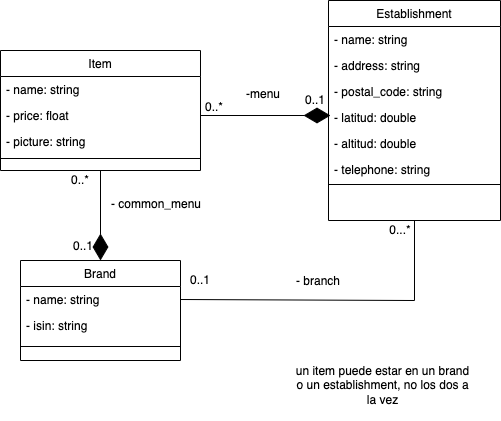 Establishment
- name: string
- address: string
- postal_code: string
- latitud: double
- altitud: double
- telephone: string
Item
- name: string
- price: float
- picture: string
-menu
0..*
0..1
0..*
- common_menu
0..1
Brand
- name: string
- isin: string
0..1
- branch
0...*
un item puede estar en un brand
o un establishment, no los dos a
la vez